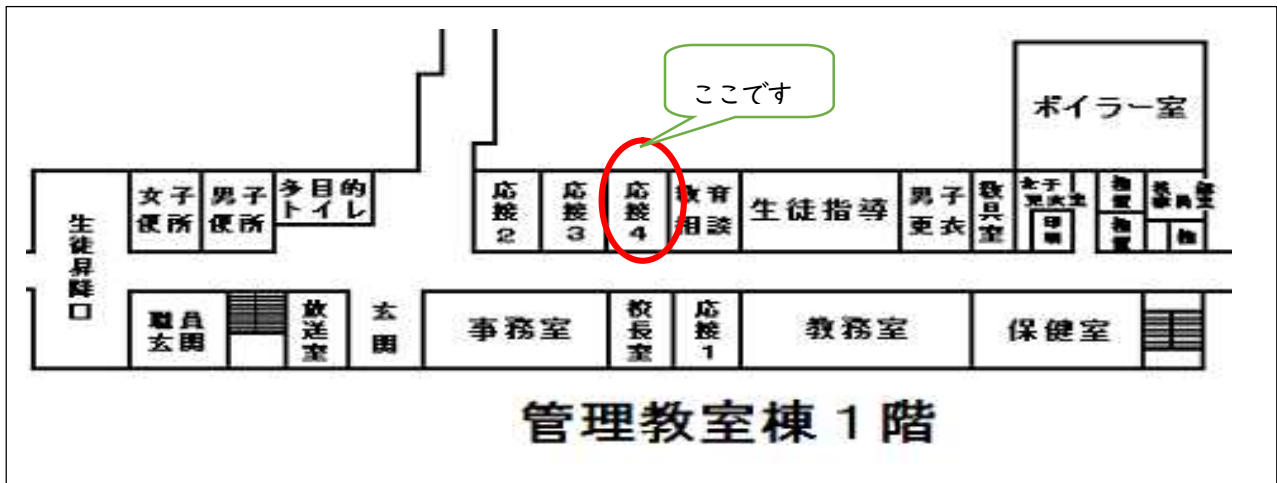 ここです
ボイラー室
女子
便所
男子
便所
多目的
トイレ
応接2
応接3
応接4
教育
相談
生徒指導
男子
更衣
教具室
女子
印刷
生徒昇降口
職員
玄関
放送室
玄関
事務室
校長室
応接1
教務室
保健室
管理教室棟1階